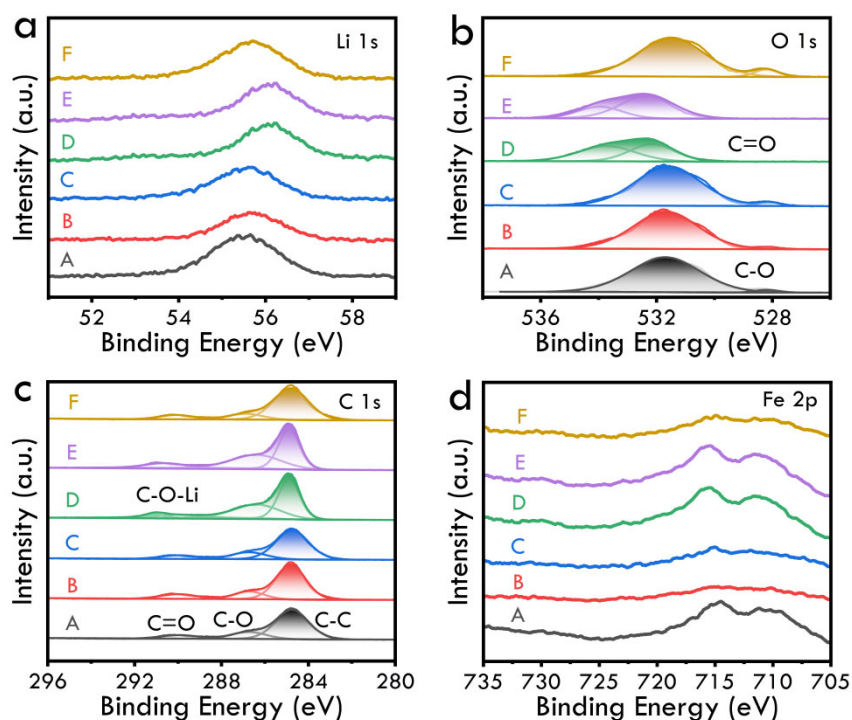 a
Li 1s
F
E
D
C
B
A
Intensity (a.u.)
52 54 56 58
Binding Energy (eV)
b
O 1s
F
E
D
C=O
C
B
A
C-O
Intensity (a.u.)
536 532 528
Binding Energy (eV)
c
C 1s
F
E
D
C-O-Li
C
B
A
C=O C-O C-C
Intensity (a.u.)
296 292 288 284 280
Binding Energy (eV)
d
Fe 2p
F
E
D
C
B
A
Intensity (a.u.)
735 730 725 720 715 710 705
Binding Energy (eV)